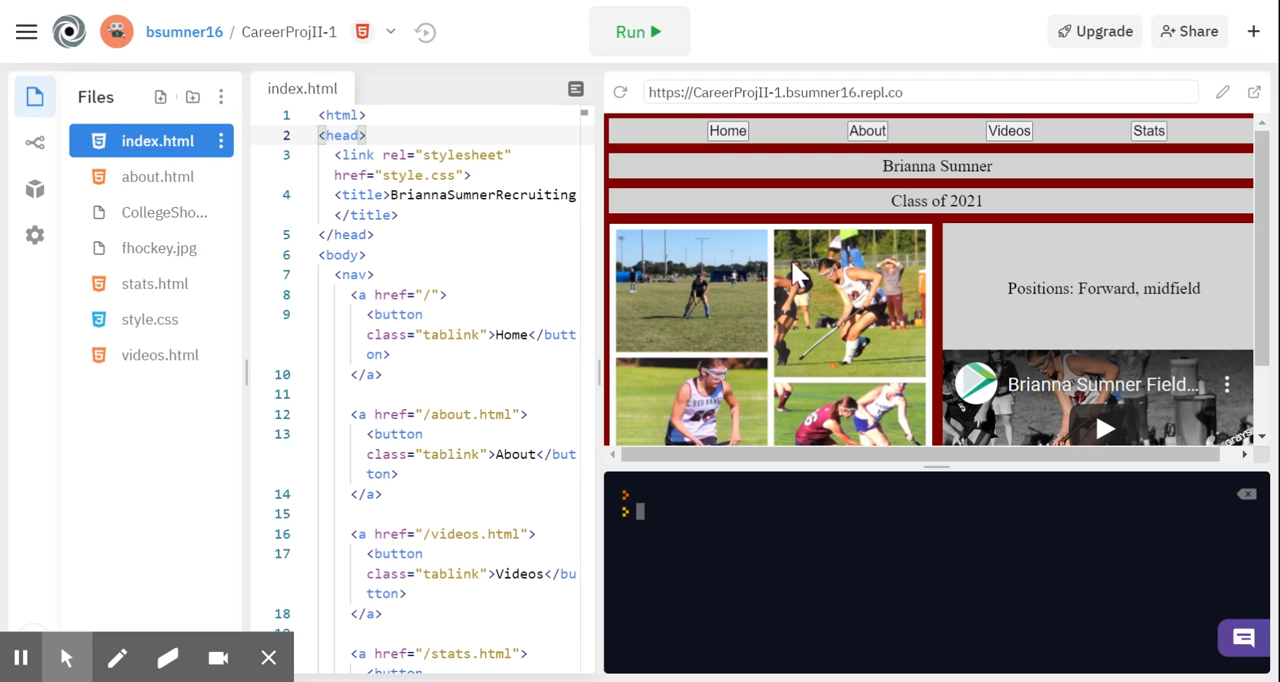 bsumner16 / CareerProjII-1
Run
Upgrade
Share
Files
index.html
about.html
CollegeSho...
fhockey.jpg
stats.html
style.css
videos.html
index.html
1 <html>
2 <head>
3 <link rel="stylesheet"
href="style.css">
4 <title>BriannaSumnerRecruiting
</title>
5 </head>
6 <body>
7 <nav>
8 <a href="/">
9 <button
class="tablink">Home</butt
on>
10 </a>
11
12 <a href="/about.html">
13 <button
class="tablink">About</but
ton>
14 </a>
15
16 <a href="/videos.html">
17 <button
class="tablink">Videos</bu
tton>
18 </a>
<a href="/stats.html">
<button
https://CareerProjII-1.bsumner16.repl.co
Home About Videos Stats
Brianna Sumner
Class of 2021
Positions: Forward, midfield
Brianna Sumner Field...